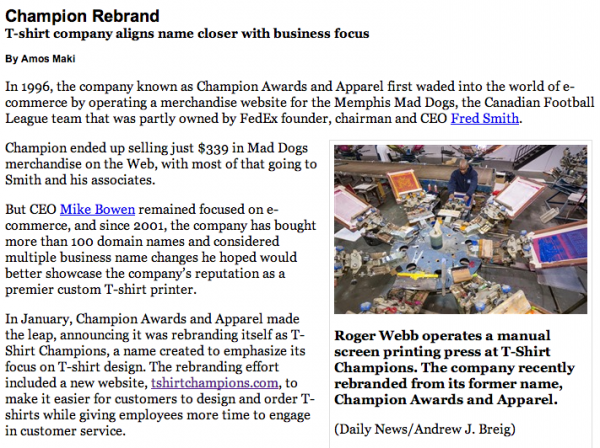 Champion Rebrand
T-shirt company aligns name closer with business focus
By Amos Maki
In 1996, the company known as Champion Awards and Apparel first waded into the world of e-
commerce by operating a merchandise website for the Memphis Mad Dogs, the Canadian Football
League team that was partly owned by FedEx founder, chairman and CEO Fred Smith.
Champion ended up selling just $339 in Mad Dogs
merchandise on the Web, with most of that going to
Smith and his associates.
But CEO Mike Bowen remained focused on e-
commerce, and since 2001, the company has bought
more than 100 domain names and considered
multiple business name changes he hoped would
better showcase the company's reputation as a
premier custom T-shirt printer.
In January, Champion Awards and Apparel made
the leap, announcing it was rebranding itself as T-
Shirt Champions, a name created to emphasize its
focus on T-shirt design. The rebranding effort
included a new website, tshirtchampions.com, to
make it easier for customers to design and order T-
shirts while giving employees more time to engage
in customer service.
Roger Webb operates a manual
screen printing press at T-Shirt
Champions. The company recently
rebranded from its former name,
Champion Awards and Apparel.
(Daily News/Andrew J. Breig)